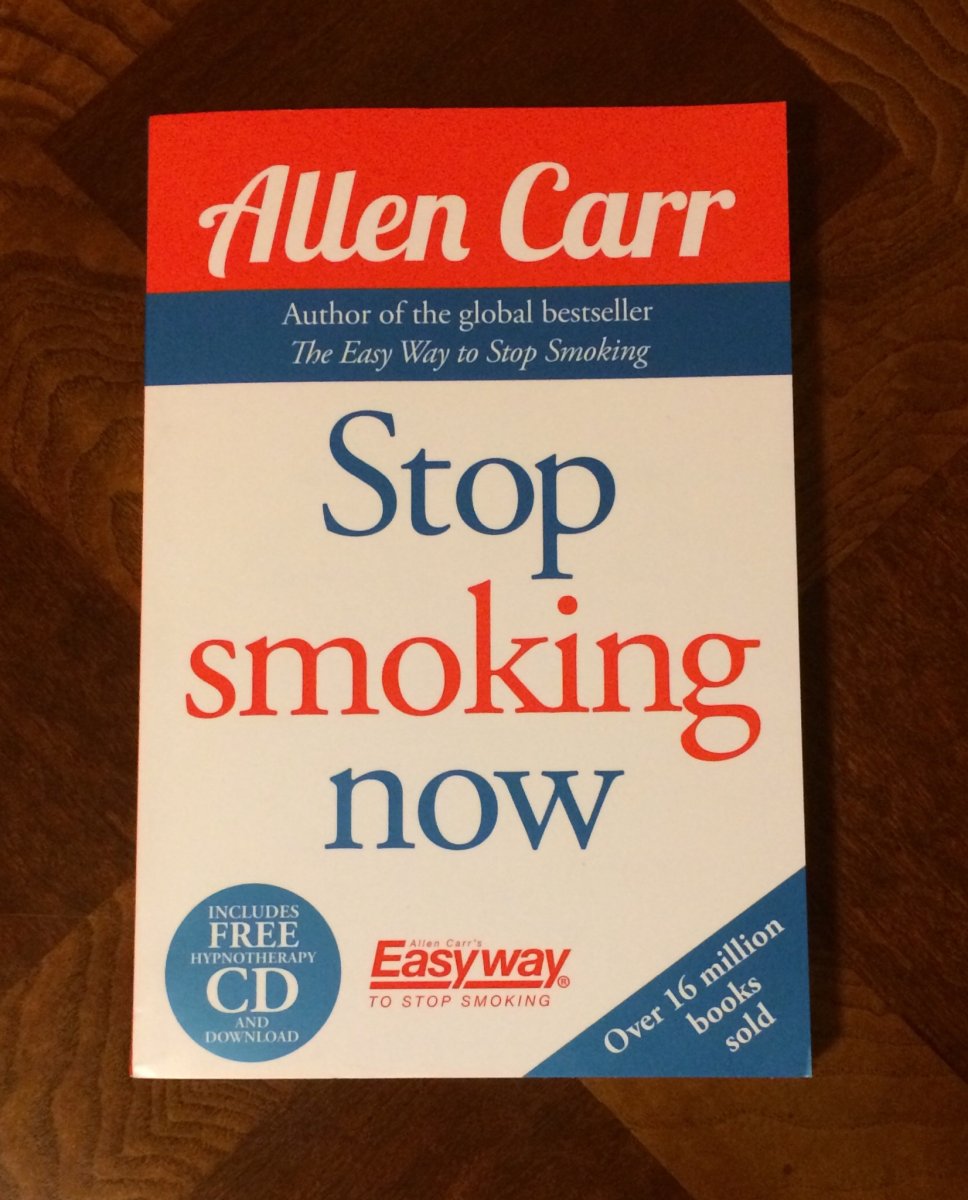 Allen Carr
Author of the global bestseller
The Easy Way to Stop Smoking
Stop
smoking
now
INCLUDES
FREE
HYPNOTHERAPY
CD
AND
DOWNLOAD
Allen Carr's
Easyway®
TO STOP SMOKING
Over 16 million
books
sold